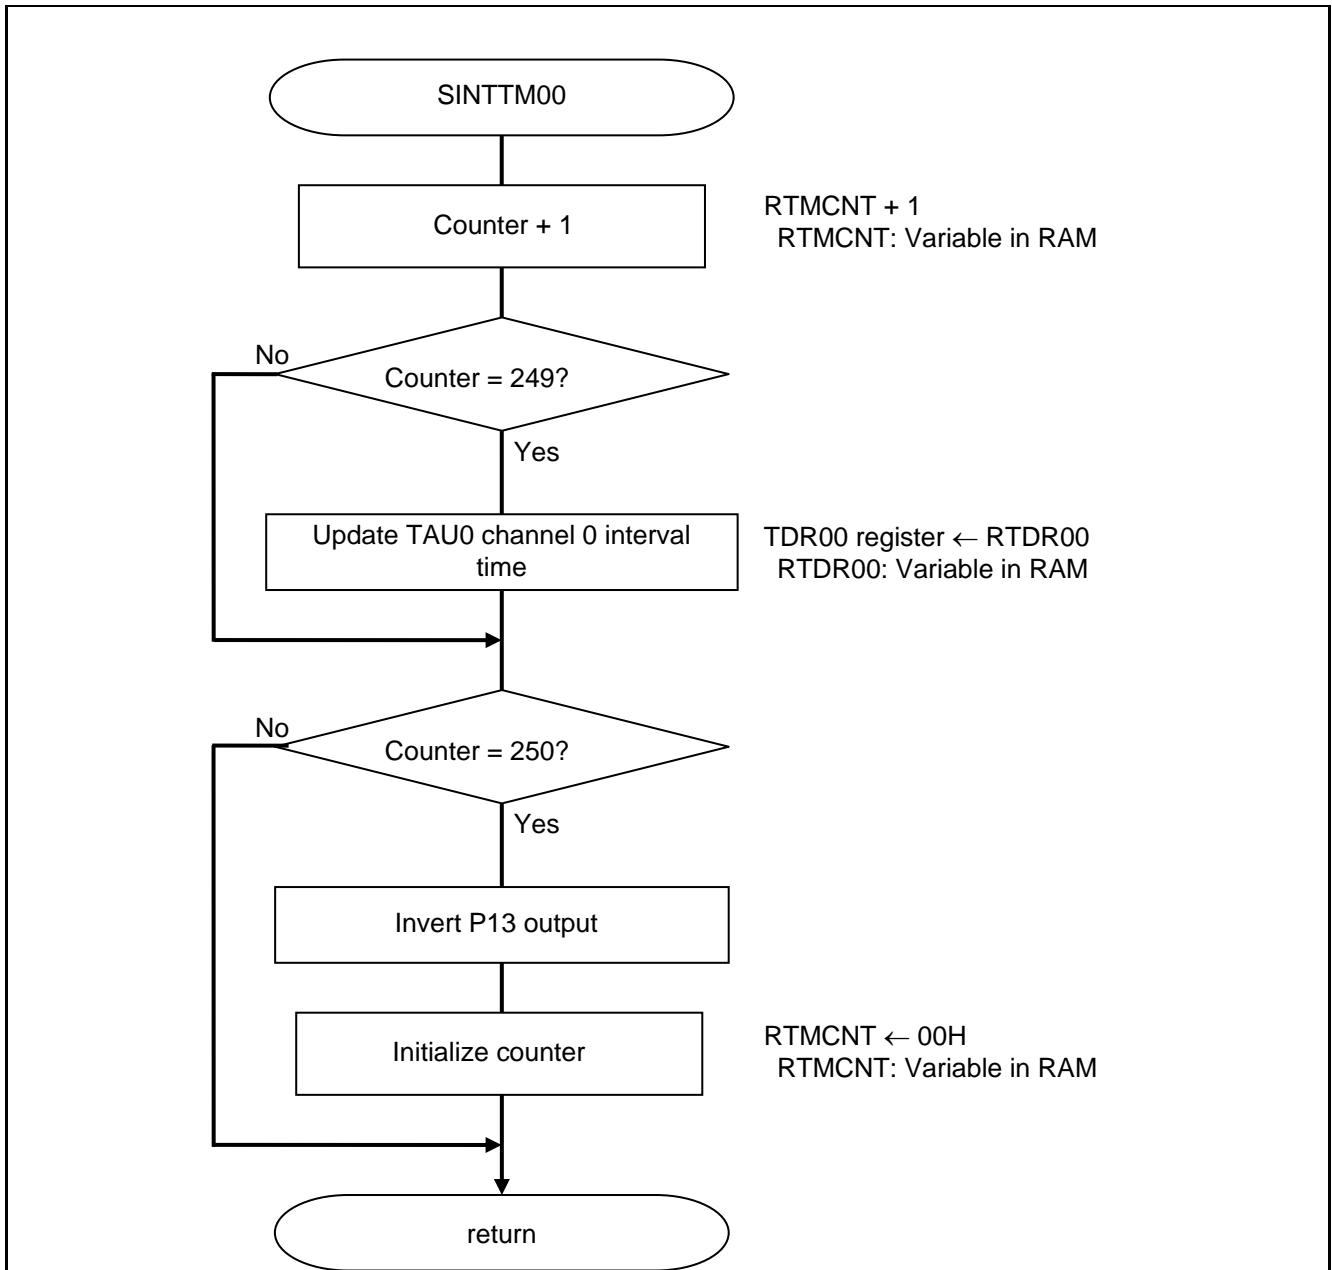 SINTTM00
Counter + 1
RTMCNT + 1
RTMCNT: Variable in RAM
No
Counter = 249?
Yes
Update TAU0 channel 0 interval
time
TDR00 register ← RTDR00
RTDR00: Variable in RAM
No
Counter = 250?
Yes
Invert P13 output
Initialize counter
RTMCNT ← 00H
RTMCNT: Variable in RAM
return